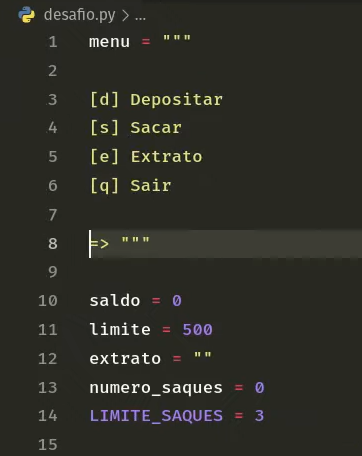 desafio.py > ...
1 menu = """
2
3 [d] Depositar
4 [s] Sacar
5 [e] Extrato
6 [q] Sair
7
8 => """
9
10 saldo = 0
11 limite = 500
12 extrato = ""
13 numero_saques = 0
14 LIMITE_SAQUES = 3
15